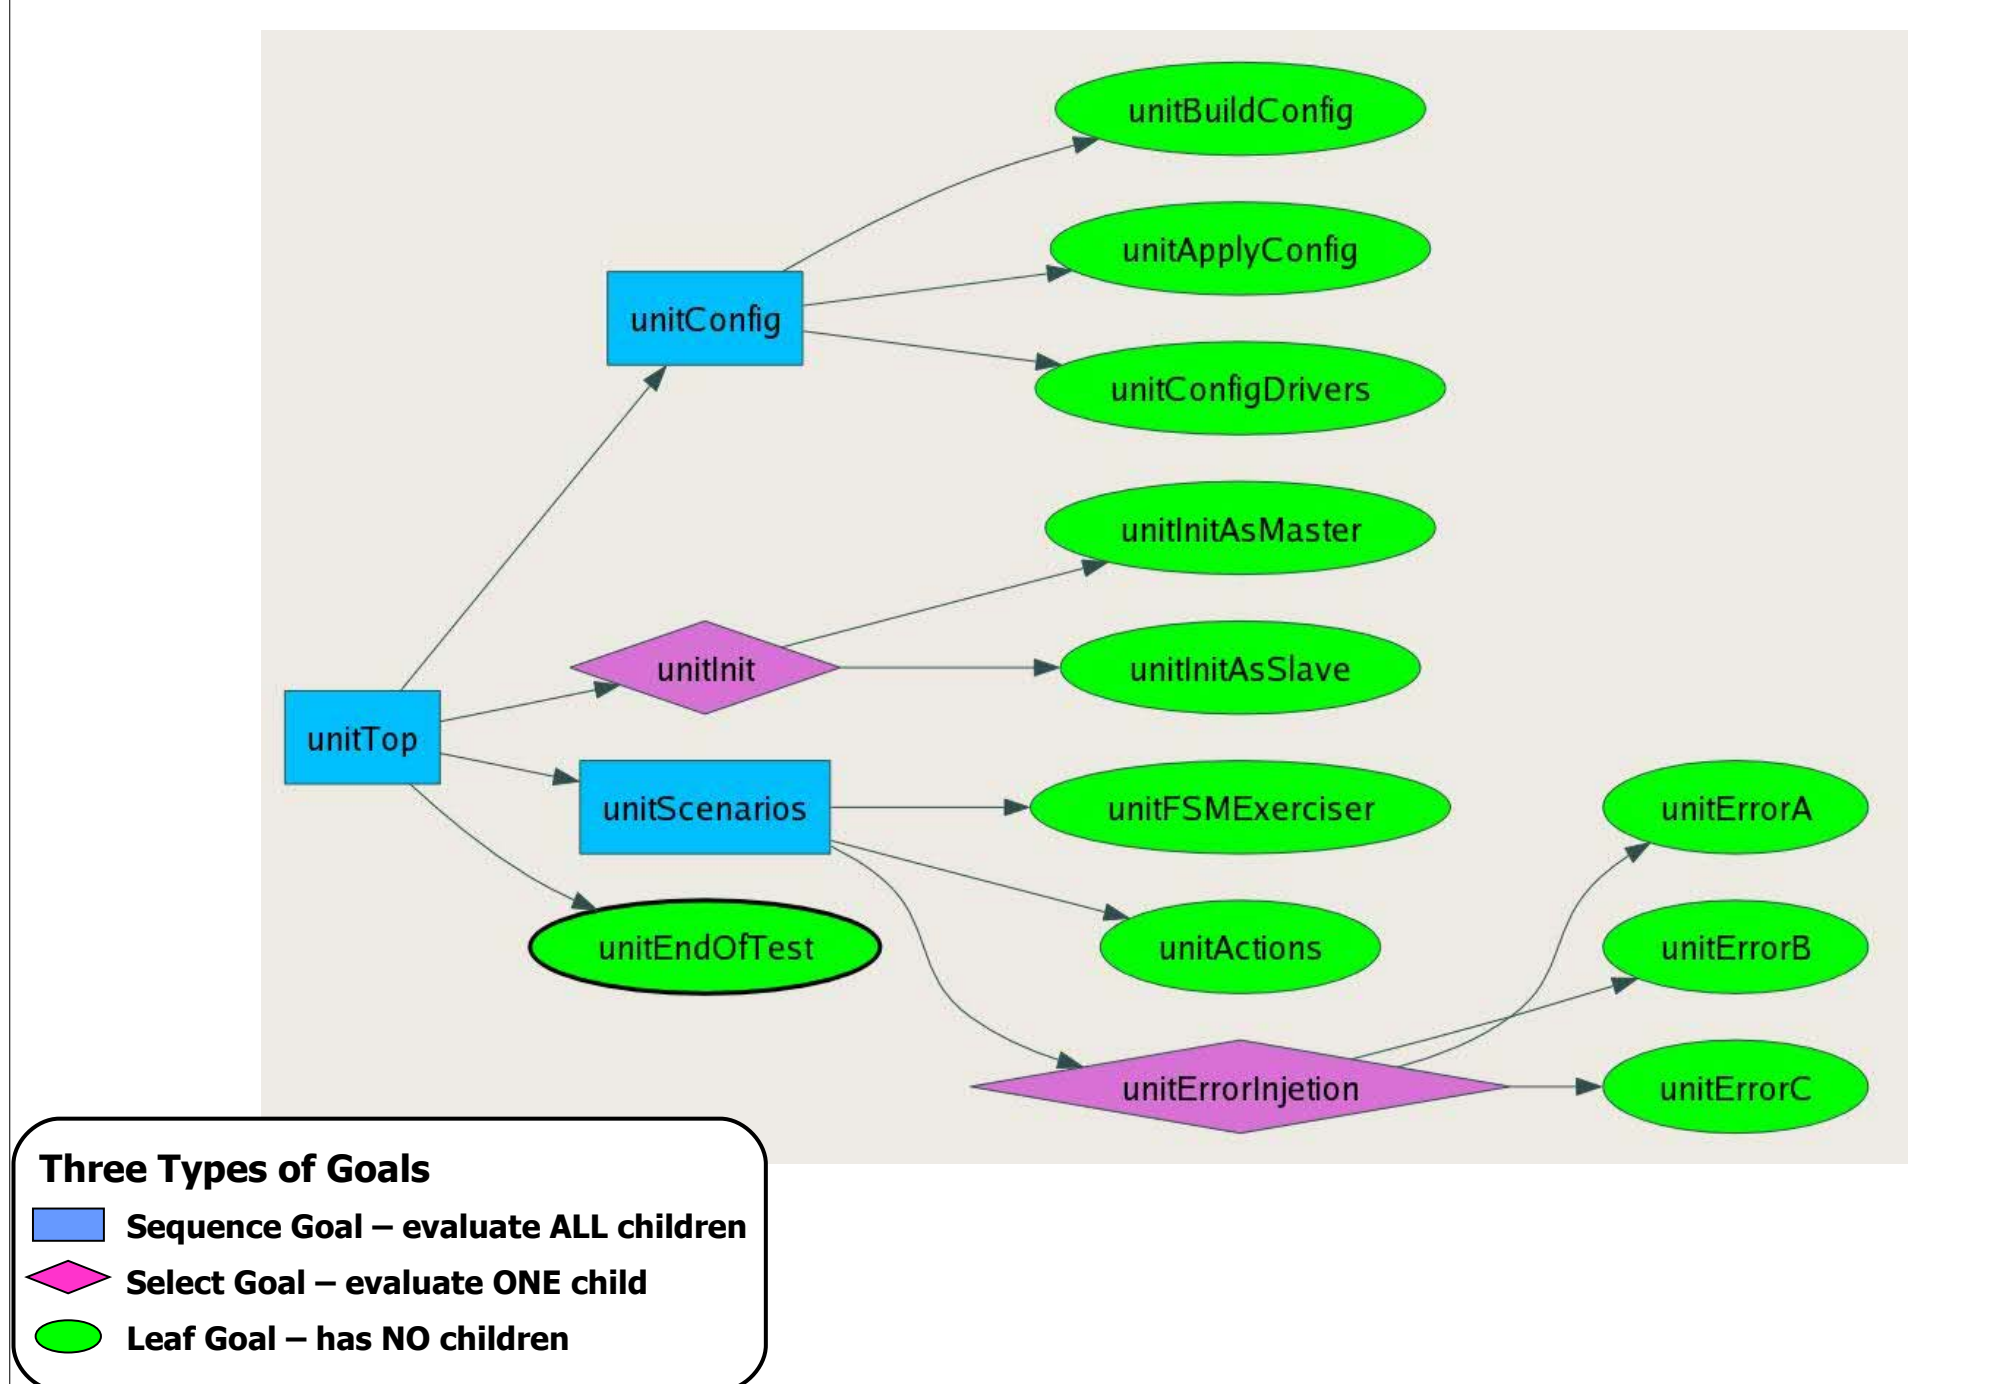 unitBuildConfig
unitApplyConfig
unitConfig
unitConfigDrivers
unitInitAsMaster
unitInit
unitInitAsSlave
unitTop
unitScenarios
unitFSMExerciser
unitErrorA
unitEndOfTest
unitActions
unitErrorB
unitErrorInjetion
unitErrorC
Three Types of Goals
Sequence Goal – evaluate ALL children
Select Goal – evaluate ONE child
Leaf Goal – has NO children